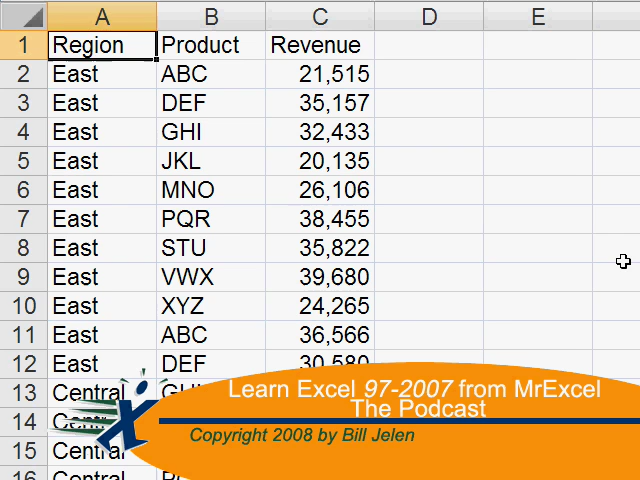 A B C D E
1 Region Product Revenue
2 East ABC 21,515
3 East DEF 35,157
4 East GHI 32,433
5 East JKL 20,135
6 East MNO 26,106
7 East PQR 38,455
8 East STU 35,822
9 East VWX 39,680
10 East XYZ 24,265
11 East ABC 36,566
12 East DEF 30,580
13 Central
14 Central
15 Central
16 Central
Learn Excel 97-2007 from MrExcel
The Podcast
Copyright 2008 by Bill Jelen